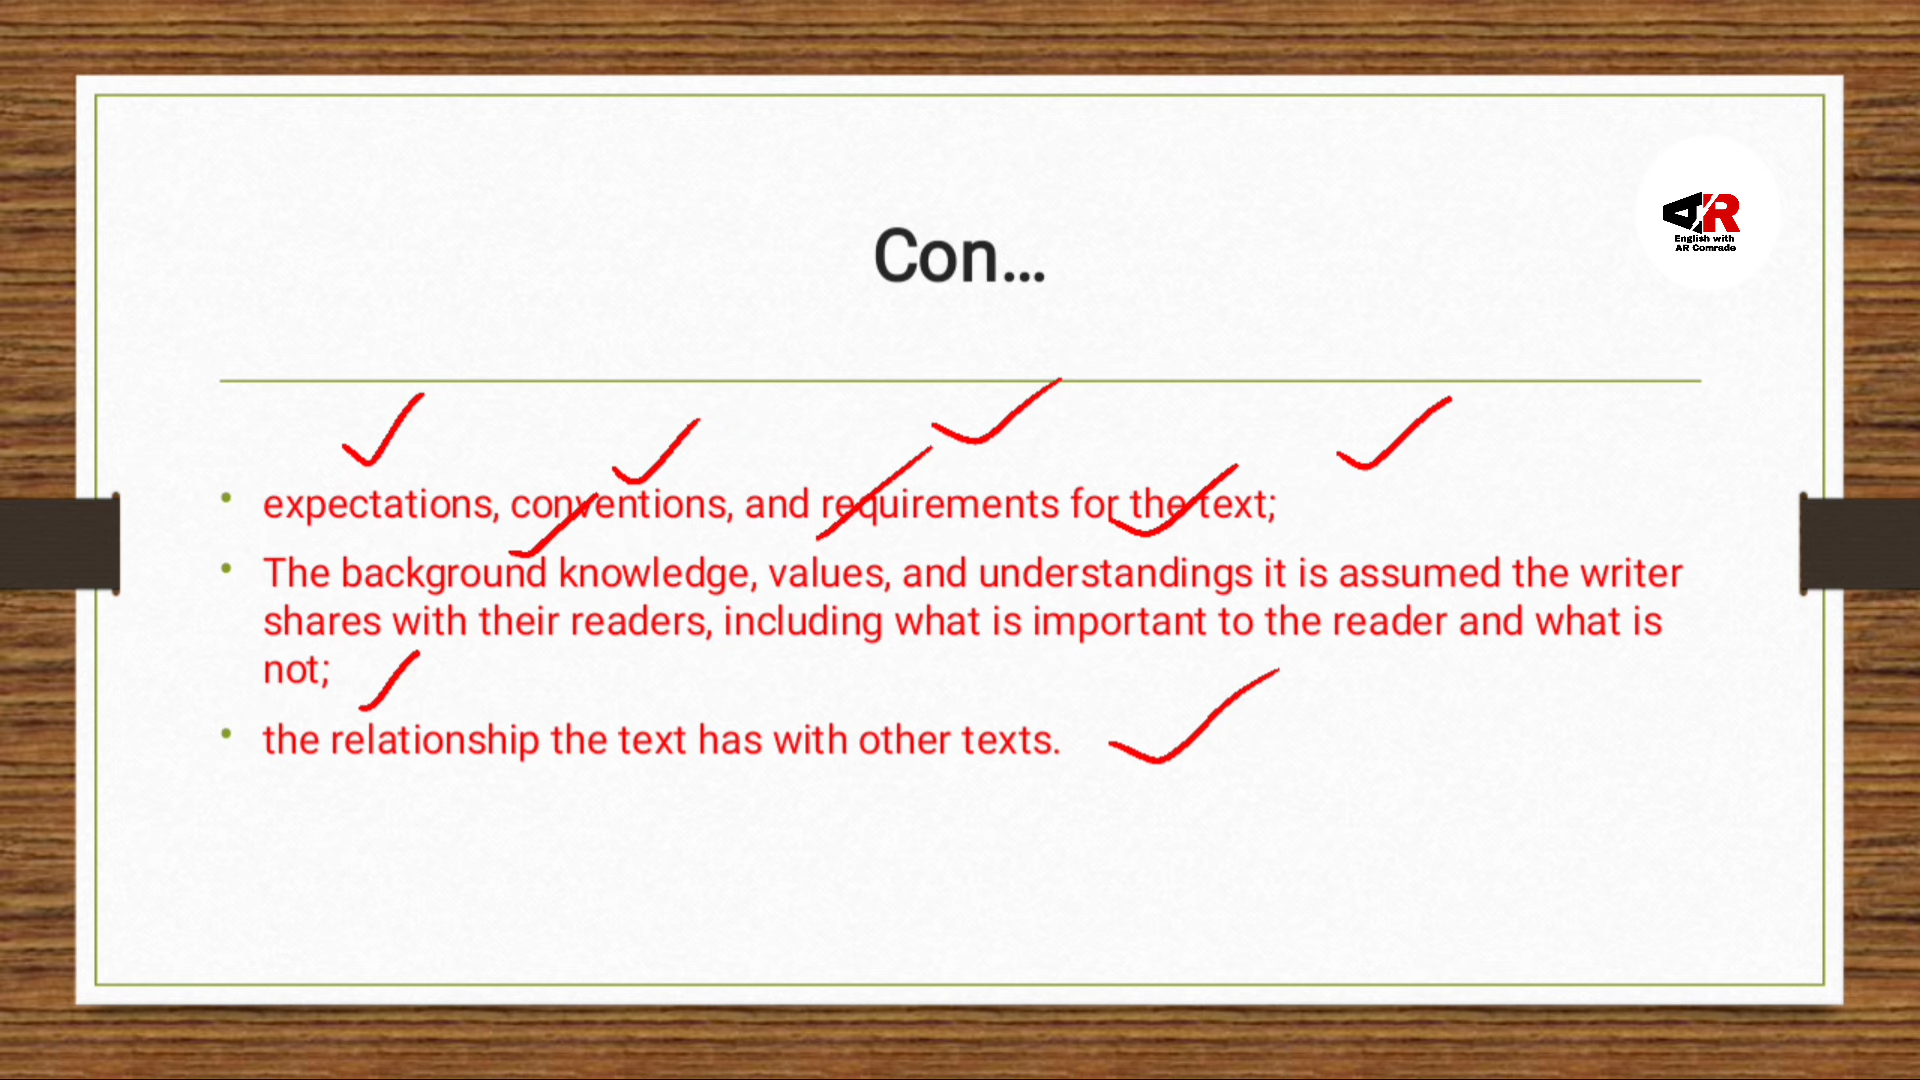 Con...
AR
English with
AR Comrade
• expectations, conventions, and requirements for the text;
• The background knowledge, values, and understandings it is assumed the writer
shares with their readers, including what is important to the reader and what is
not;
• the relationship the text has with other texts.